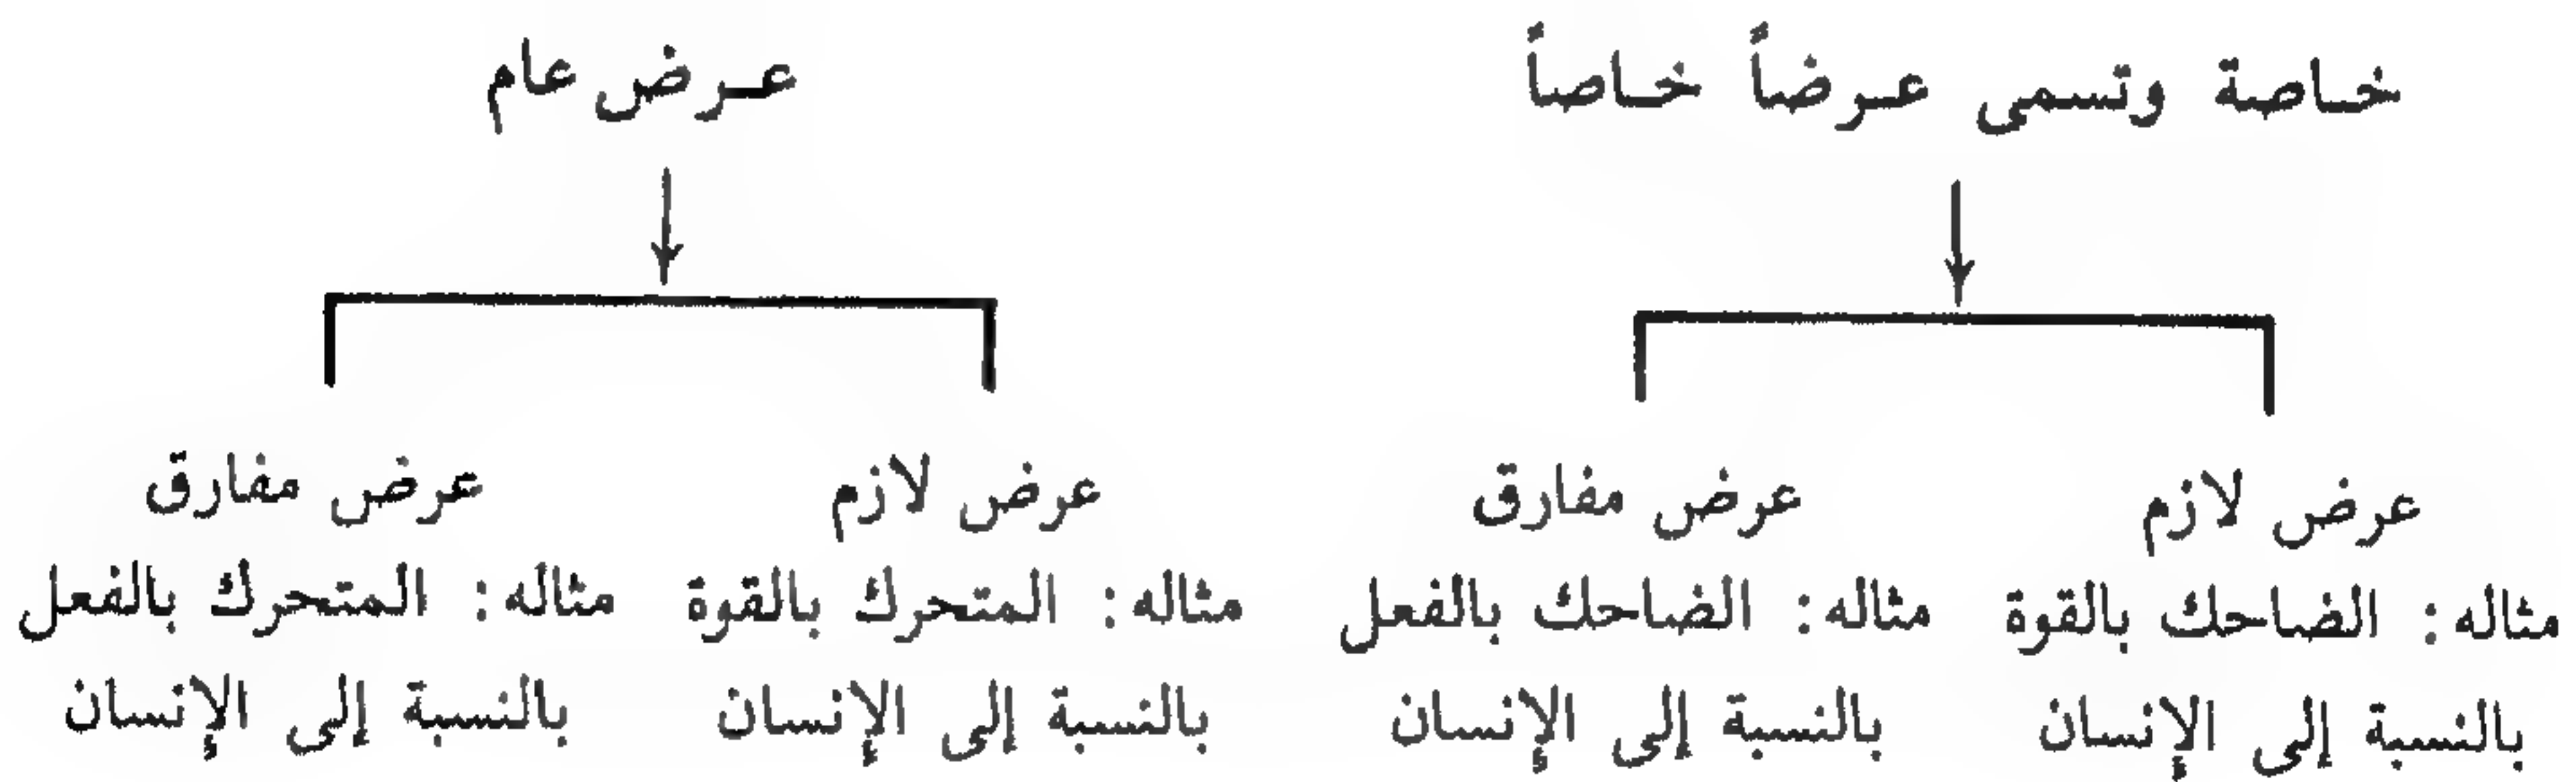 خاصة وتسمى عرضاً خاصاً
عرض لازم
مثاله: الضاحك بالقوة
بالنسبة إلى الإنسان
عرض مفارق
مثاله: الضاحك بالفعل
بالنسبة إلى الإنسان
عرض عام
عرض لازم
مثاله: المتحرك بالقوة
بالنسبة إلى الإنسان
عرض مفارق
مثاله: المتحرك بالفعل
بالنسبة إلى الإنسان